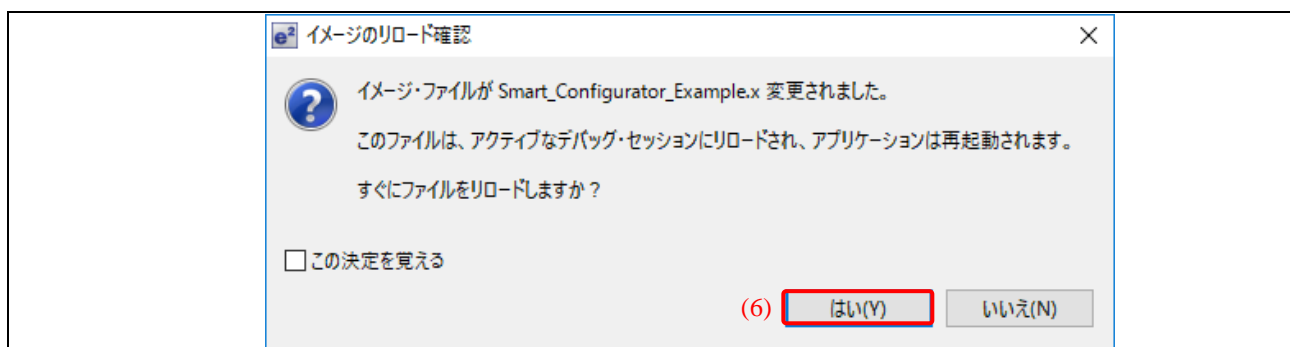 e² イメージのリロード確認
イメージ・ファイルが Smart_Configurator_Example.x 変更されました。
このファイルは、アクティブなデバッグ・セッションにリロードされ、アプリケーションは再起動されます。
すぐにファイルをリロードしますか？
この決定を覚える
(6) はい(Y) いいえ(N)